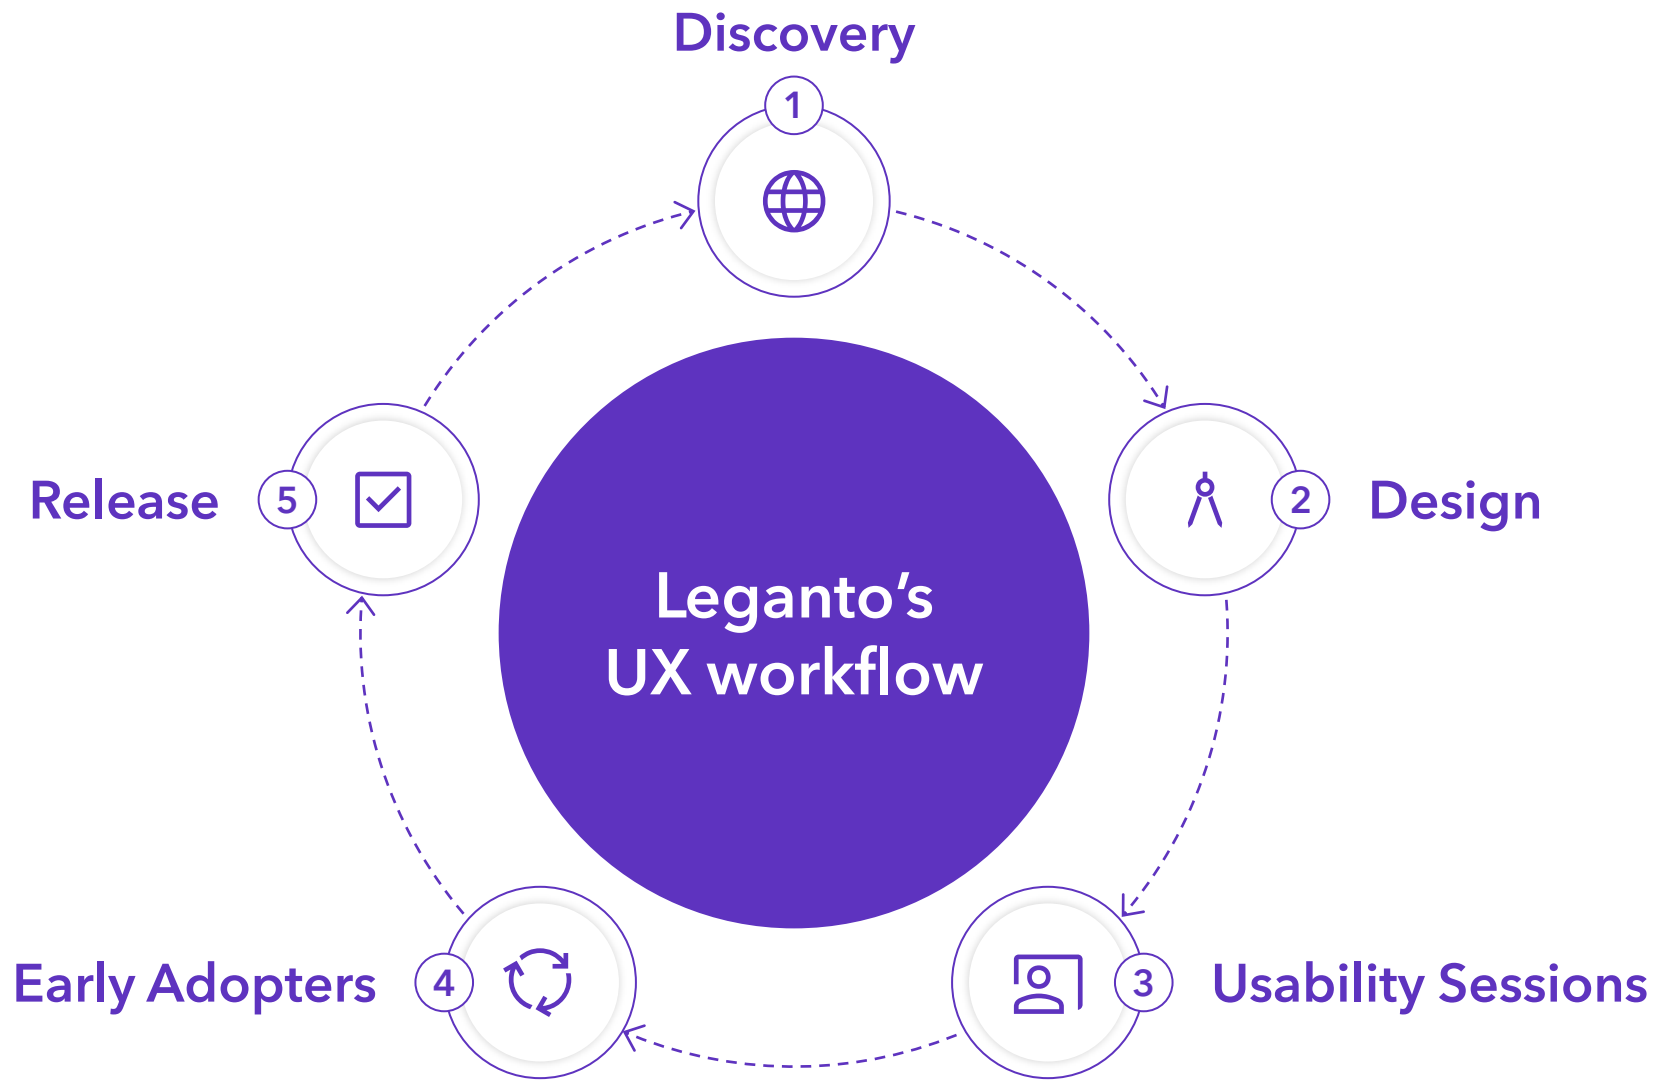 Discovery
1
2
Design
3
Usability Sessions
4
Early Adopters
5
Release
Leganto’s
UX workflow